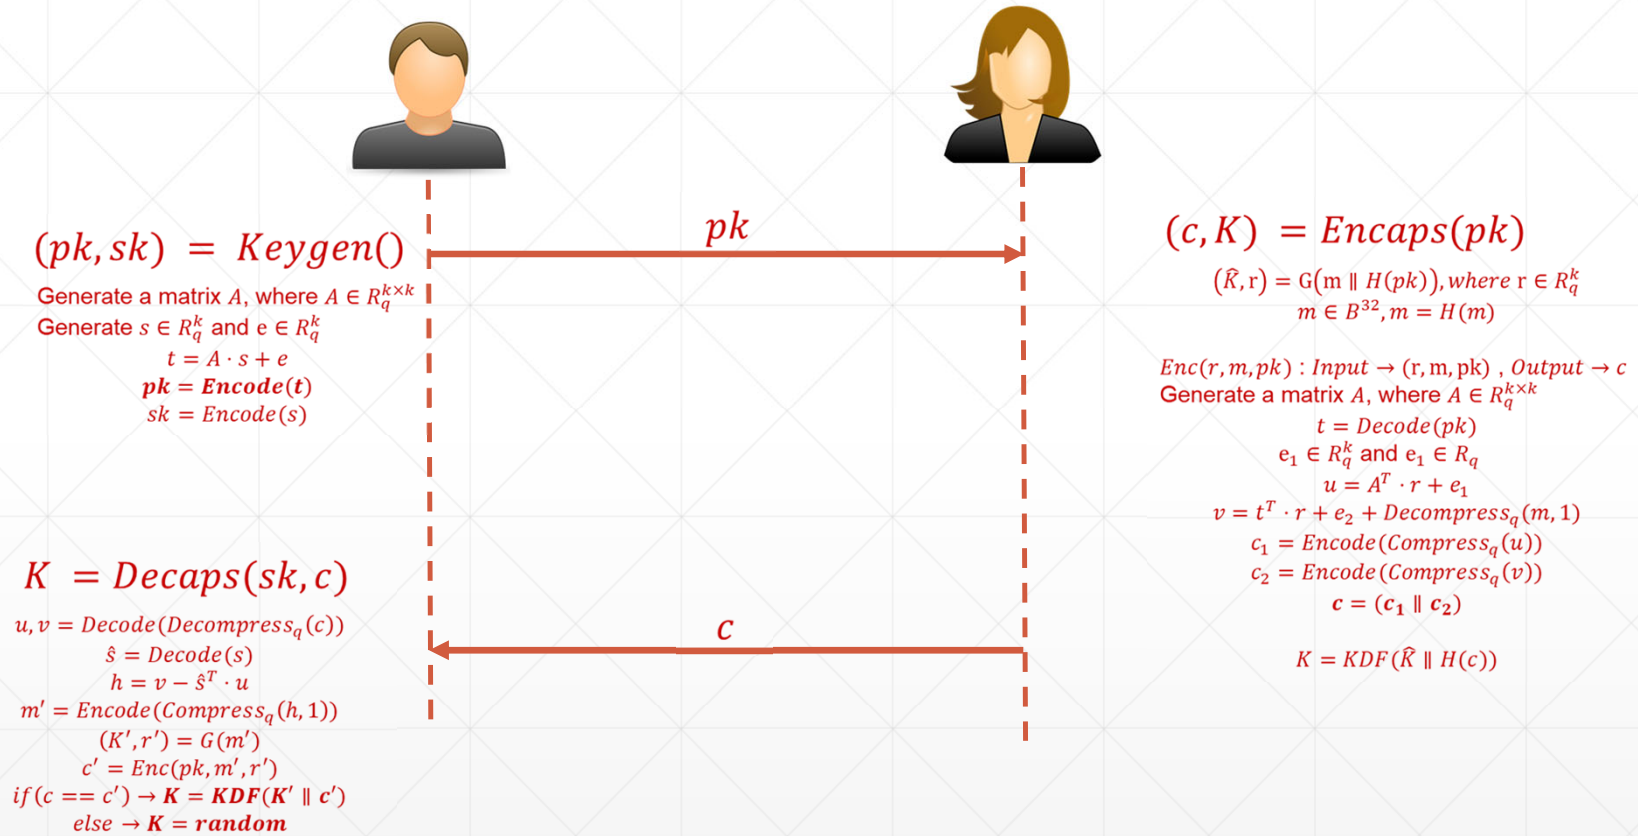 (pk, sk) = Keygen()
Generate a matrix A, where A ∈ R_q^{k×k}
Generate s ∈ R_q^k and e ∈ R_q^k
t = A · s + e
pk = Encode(t)
sk = Encode(s)
pk
(c, K) = Encaps(pk)
(K̂, r) = G(m ∥ H(pk)), where r ∈ R_q^k
m ∈ B^{32}, m = H(m)
Enc(r, m, pk) : Input → (r, m, pk) , Output → c
Generate a matrix A, where A ∈ R_q^{k×k}
t = Decode(pk)
e_1 ∈ R_q^k and e_1 ∈ R_q
u = A^T · r + e_1
v = t^T · r + e_2 + Decompress_q(m, 1)
c_1 = Encode(Compress_q(u))
c_2 = Encode(Compress_q(v))
c = (c_1 ∥ c_2)
K = KDF(K̂ ∥ H(c))
c
K = Decaps(sk, c)
u, v = Decode(Decompress_q(c))
ŝ = Decode(s)
h = v − ŝ^T · u
m′ = Encode(Compress_q(h, 1))
(K′, r′) = G(m′)
c′ = Enc(pk, m′, r′)
if(c == c′) → K = KDF(K′ ∥ c′)
else → K = random